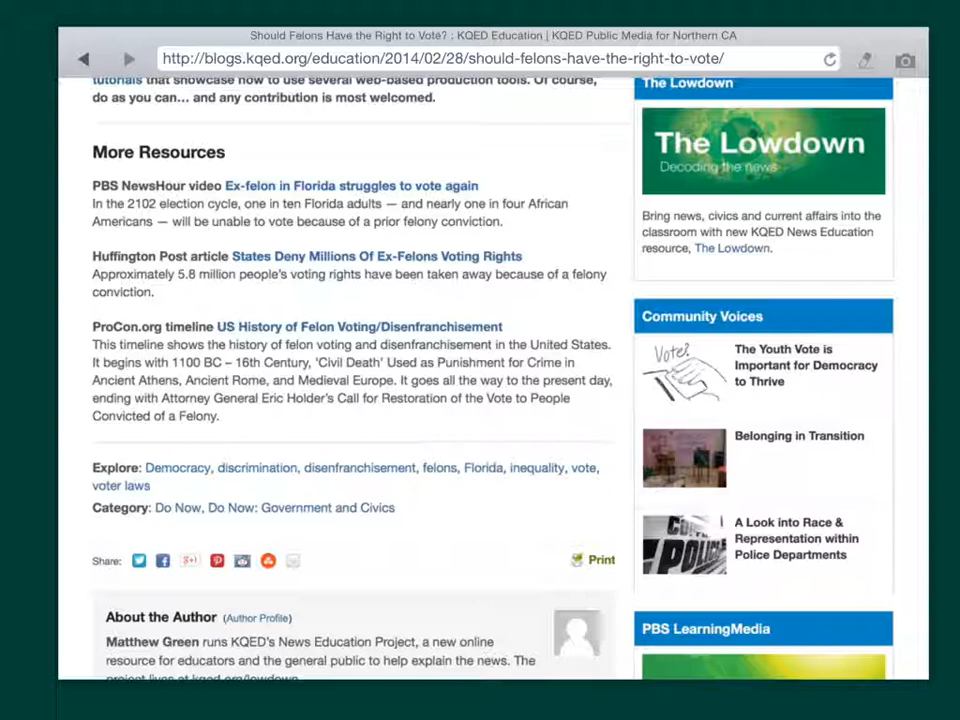 Should Felons Have the Right to Vote? : KQED Education | KQED Public Media for Northern CA
http://blogs.kqed.org/education/2014/02/28/should-felons-have-the-right-to-vote/
tutorials that showcase how to use several web-based production tools. Of course,
do as you can… and any contribution is most welcomed.
More Resources
PBS NewsHour video Ex-felon in Florida struggles to vote again
In the 2102 election cycle, one in ten Florida adults — and nearly one in four African
Americans — will be unable to vote because of a prior felony conviction.
Huffington Post article States Deny Millions Of Ex-Felons Voting Rights
Approximately 5.8 million people's voting rights have been taken away because of a felony
conviction.
ProCon.org timeline US History of Felon Voting/Disenfranchisement
This timeline shows the history of felon voting and disenfranchisement in the United States.
It begins with 1100 BC – 16th Century, 'Civil Death' Used as Punishment for Crime in
Ancient Athens, Ancient Rome, and Medieval Europe. It goes all the way to the present day,
ending with Attorney General Eric Holder's Call for Restoration of the Vote to People
Convicted of a Felony.
Explore: Democracy, discrimination, disenfranchisement, felons, Florida, inequality, vote,
voter laws
Category: Do Now, Do Now: Government and Civics
Share:
g+1
Print
About the Author (Author Profile)
Matthew Green runs KQED's News Education Project, a new online
resource for educators and the general public to help explain the news. The
project lives at kqed.org/lowdown.
The Lowdown
The Lowdown
Decoding the news
Bring news, civics and current affairs into the
classroom with new KQED News Education
resource, The Lowdown.
Community Voices
Vote?
The Youth Vote is
Important for Democracy
to Thrive
Belonging in Transition
POLICE
A Look into Race &
Representation within
Police Departments
PBS LearningMedia